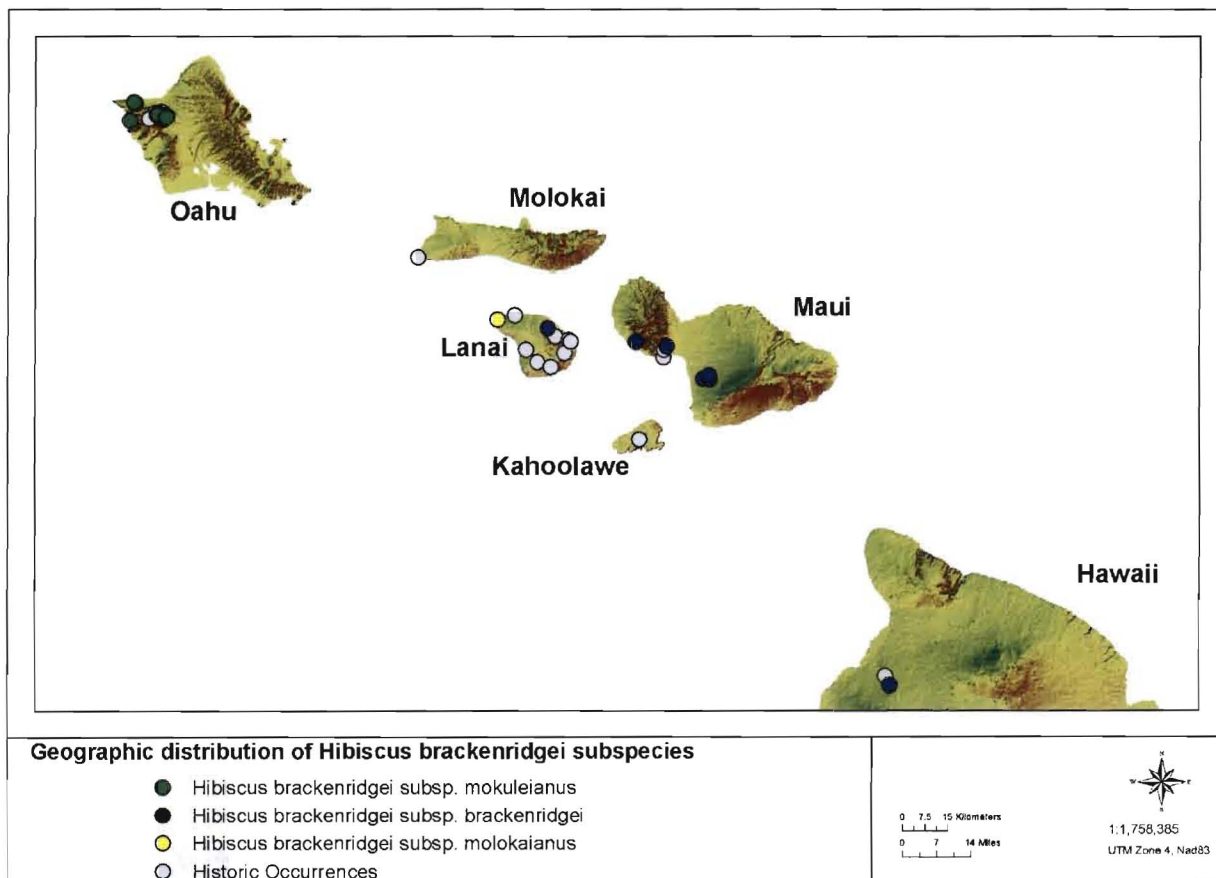 Oahu
Molokai
Maui
Lanai
Kahoolawe
Hawaii
Geographic distribution of Hibiscus brackenridgei subspecies
Hibiscus brackenridgei subsp. mokuleianus
Hibiscus brackenridgei subsp. brackenridgei
Hibiscus brackenridgei subsp. molokaianus
Historic Occurrences
0 7.5 15 Kilometers
0 7 14 Miles
N
W E
S
1:1,758,385
UTM Zone 4, Nad83